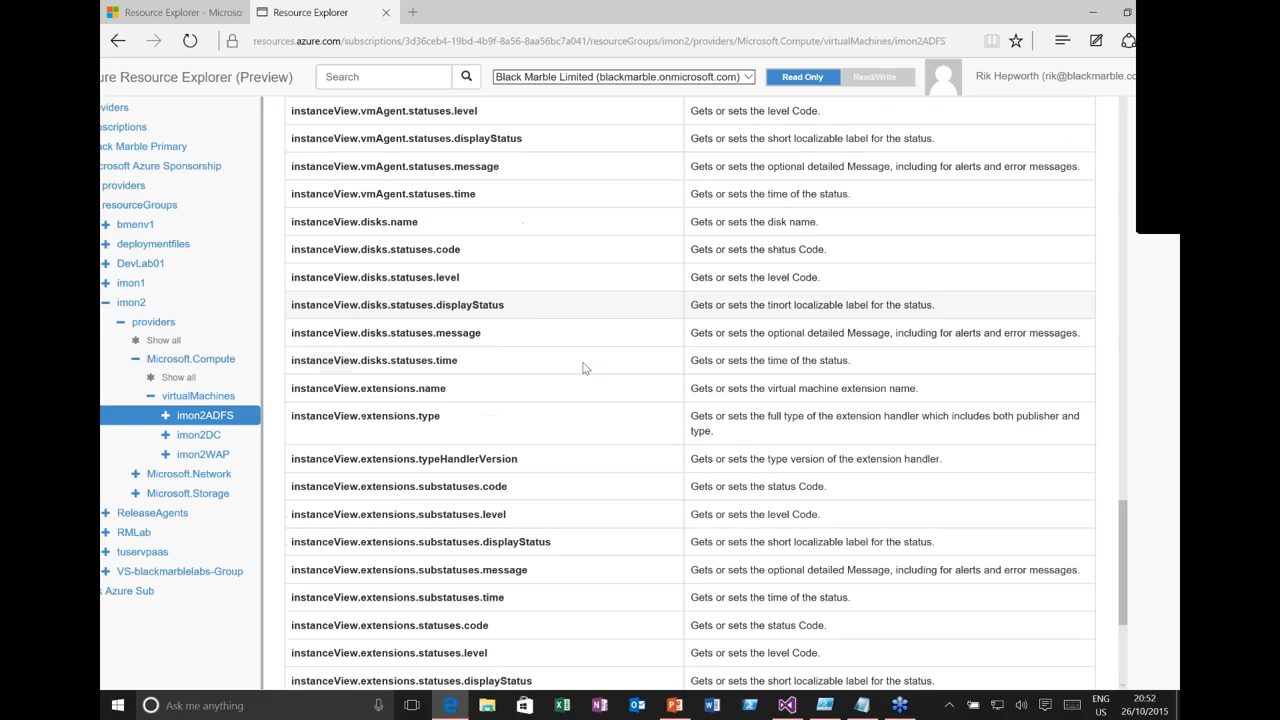 Resource Explorer - Microso
Resource Explorer
resources.azure.com/subscriptions/3d36ceb4-19bd-4b9f-8a56-8aa56bc7a041/resourceGroups/imon2/providers/Microsoft.Compute/virtualMachines/imon2ADFS
ure Resource Explorer (Preview)
Search
Black Marble Limited (blackmarble.onmicrosoft.com)
Read Only
Read/Write
Rik Hepworth (rik@blackmarble.co
viders
bscriptions
ack Marble Primary
crosoft Azure Sponsorship
providers
resourceGroups
bmenv1
deploymentfiles
DevLab01
imon1
imon2
providers
Show all
Microsoft.Compute
Show all
virtualMachines
imon2ADFS
imon2DC
imon2WAP
Microsoft.Network
Microsoft.Storage
ReleaseAgents
RMLab
tuservpaas
VS-blackmarblelabs-Group
k Azure Sub
instanceView.vmAgent.statuses.level Gets or sets the level Code.
instanceView.vmAgent.statuses.displayStatus Gets or sets the short localizable label for the status.
instanceView.vmAgent.statuses.message Gets or sets the optional detailed Message, including for alerts and error messages.
instanceView.vmAgent.statuses.time Gets or sets the time of the status.
instanceView.disks.name Gets or sets the disk name.
instanceView.disks.statuses.code Gets or sets the status Code.
instanceView.disks.statuses.level Gets or sets the level Code.
instanceView.disks.statuses.displayStatus Gets or sets the timort localizable label for the status.
instanceView.disks.statuses.message Gets or sets the optional detailed Message, including for alerts and error messages.
instanceView.disks.statuses.time Gets or sets the time of the status.
instanceView.extensions.name Gets or sets the virtual machine extension name.
instanceView.extensions.type Gets or sets the full type of the extension handler which includes both publisher and
type.
instanceView.extensions.typeHandlerVersion Gets or sets the type version of the extension handler.
instanceView.extensions.substatuses.code Gets or sets the status Code.
instanceView.extensions.substatuses.level Gets or sets the level Code.
instanceView.extensions.substatuses.displayStatus Gets or sets the short localizable label for the status.
instanceView.extensions.substatuses.message Gets or sets the optional detailed Message, including for alerts and error messages.
instanceView.extensions.substatuses.time Gets or sets the time of the status.
instanceView.extensions.statuses.code Gets or sets the status Code.
instanceView.extensions.statuses.level Gets or sets the level Code.
instanceView.extensions.statuses.displayStatus Gets or sets the short localizable label for the status.
Ask me anything
ENG
US
20:52
26/10/2015